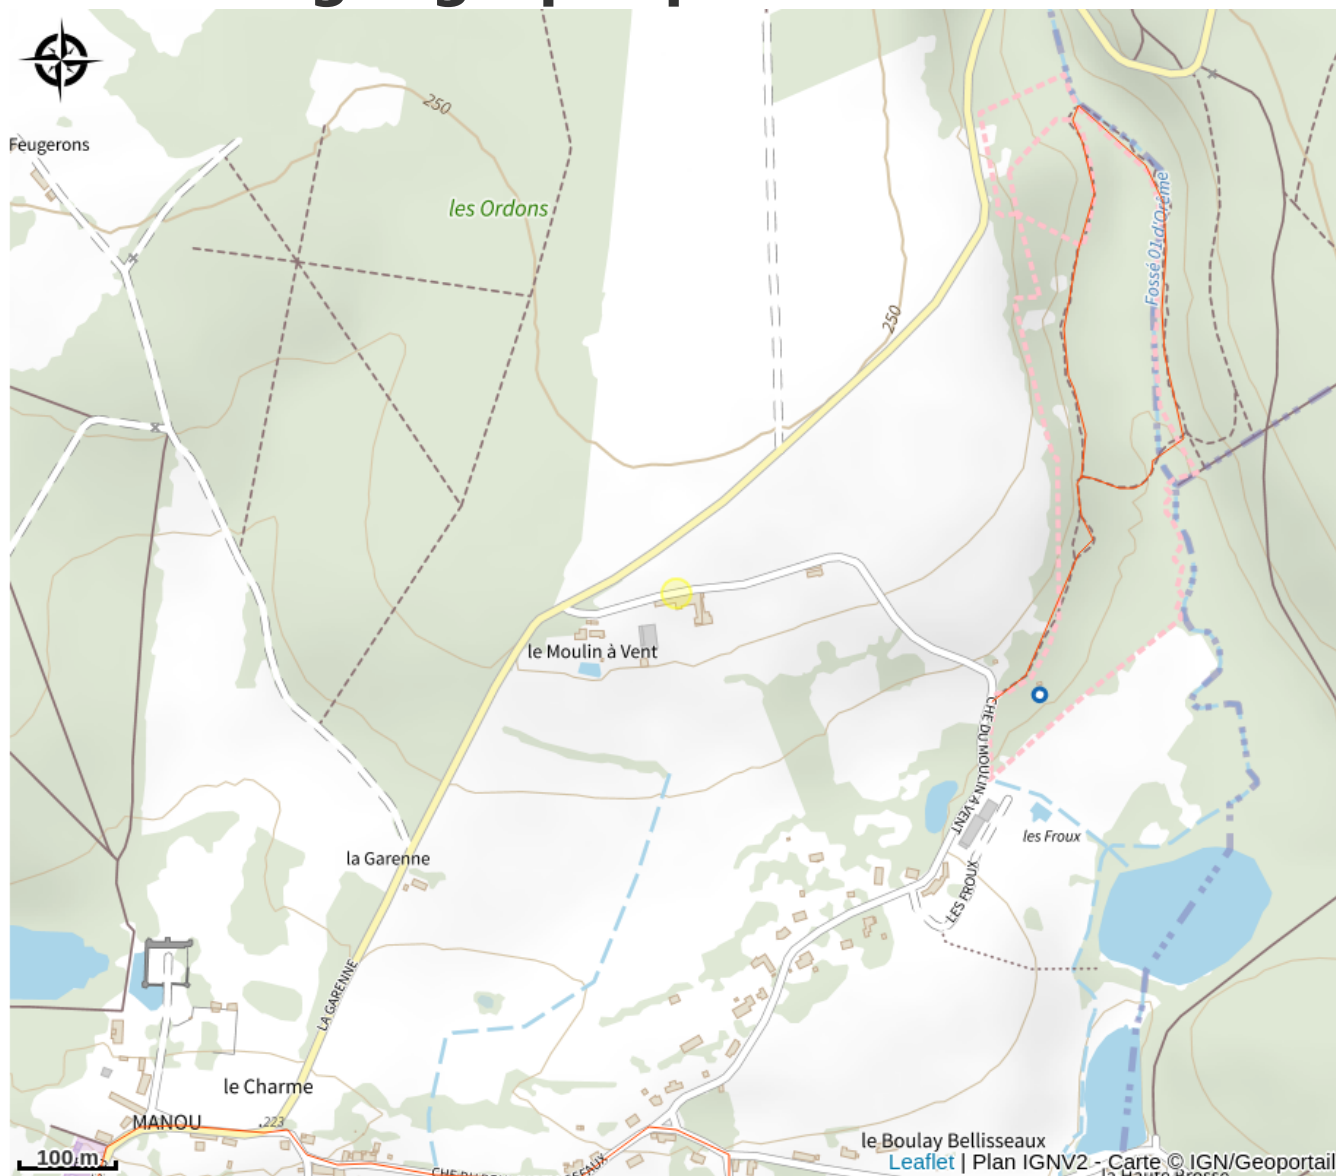 250
Feugerons
les Ordons
Fossé 01 d'Orême
250
le Moulin à Vent
CHE DU MOULIN A VENT
les Froux
la Garenne
LES FROUX
LA GARENNE
le Charme
MANOU
223
le Boulay Bellisseaux
100 m
Leaflet | Plan IGNV2 - Carte © IGN/Geoportail